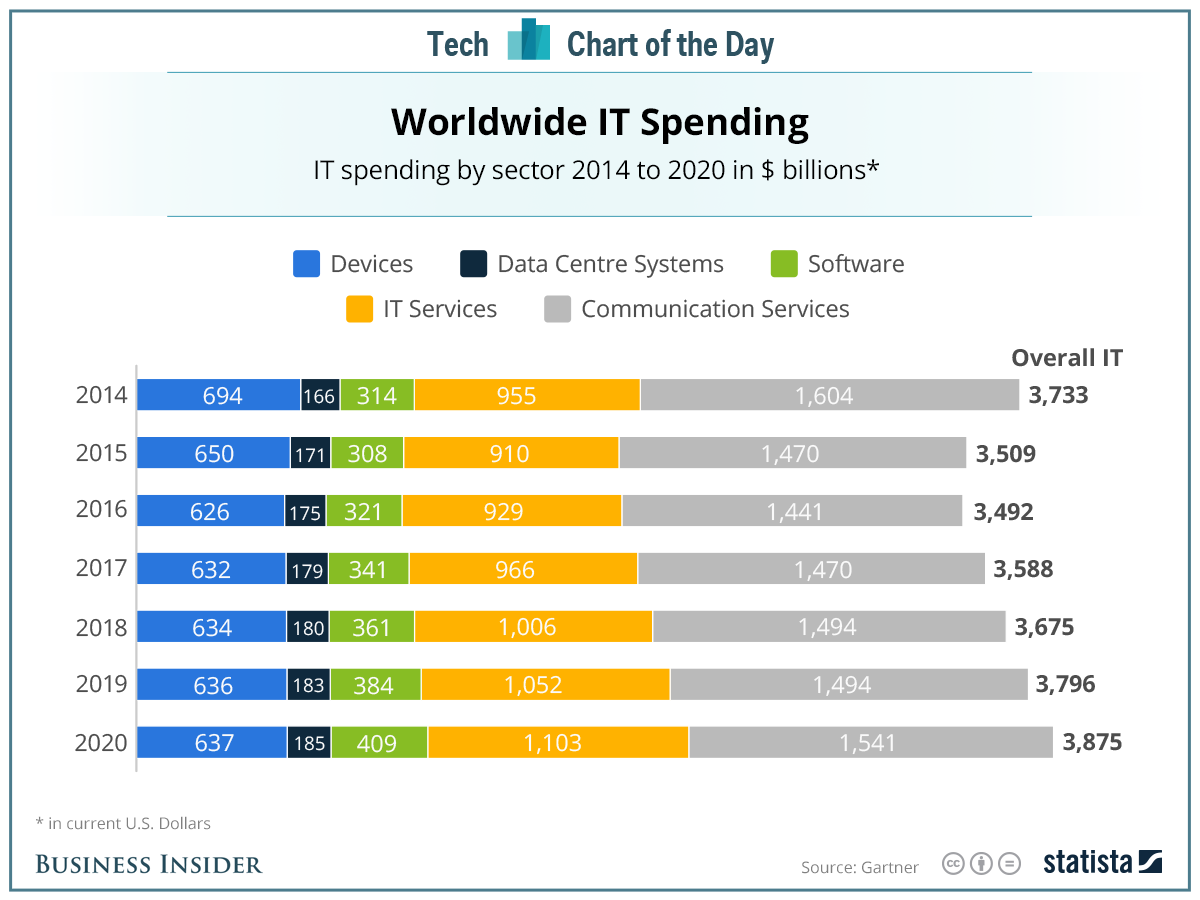 Tech Chart of the Day
Worldwide IT Spending
IT spending by sector 2014 to 2020 in $ billions*
Devices Data Centre Systems Software
IT Services Communication Services
Overall IT
2014 694 166 314 955 1,604 3,733
2015 650 171 308 910 1,470 3,509
2016 626 175 321 929 1,441 3,492
2017 632 179 341 966 1,470 3,588
2018 634 180 361 1,006 1,494 3,675
2019 636 183 384 1,052 1,494 3,796
2020 637 185 409 1,103 1,541 3,875
* in current U.S. Dollars
BUSINESS INSIDER Source: Gartner cc = statista